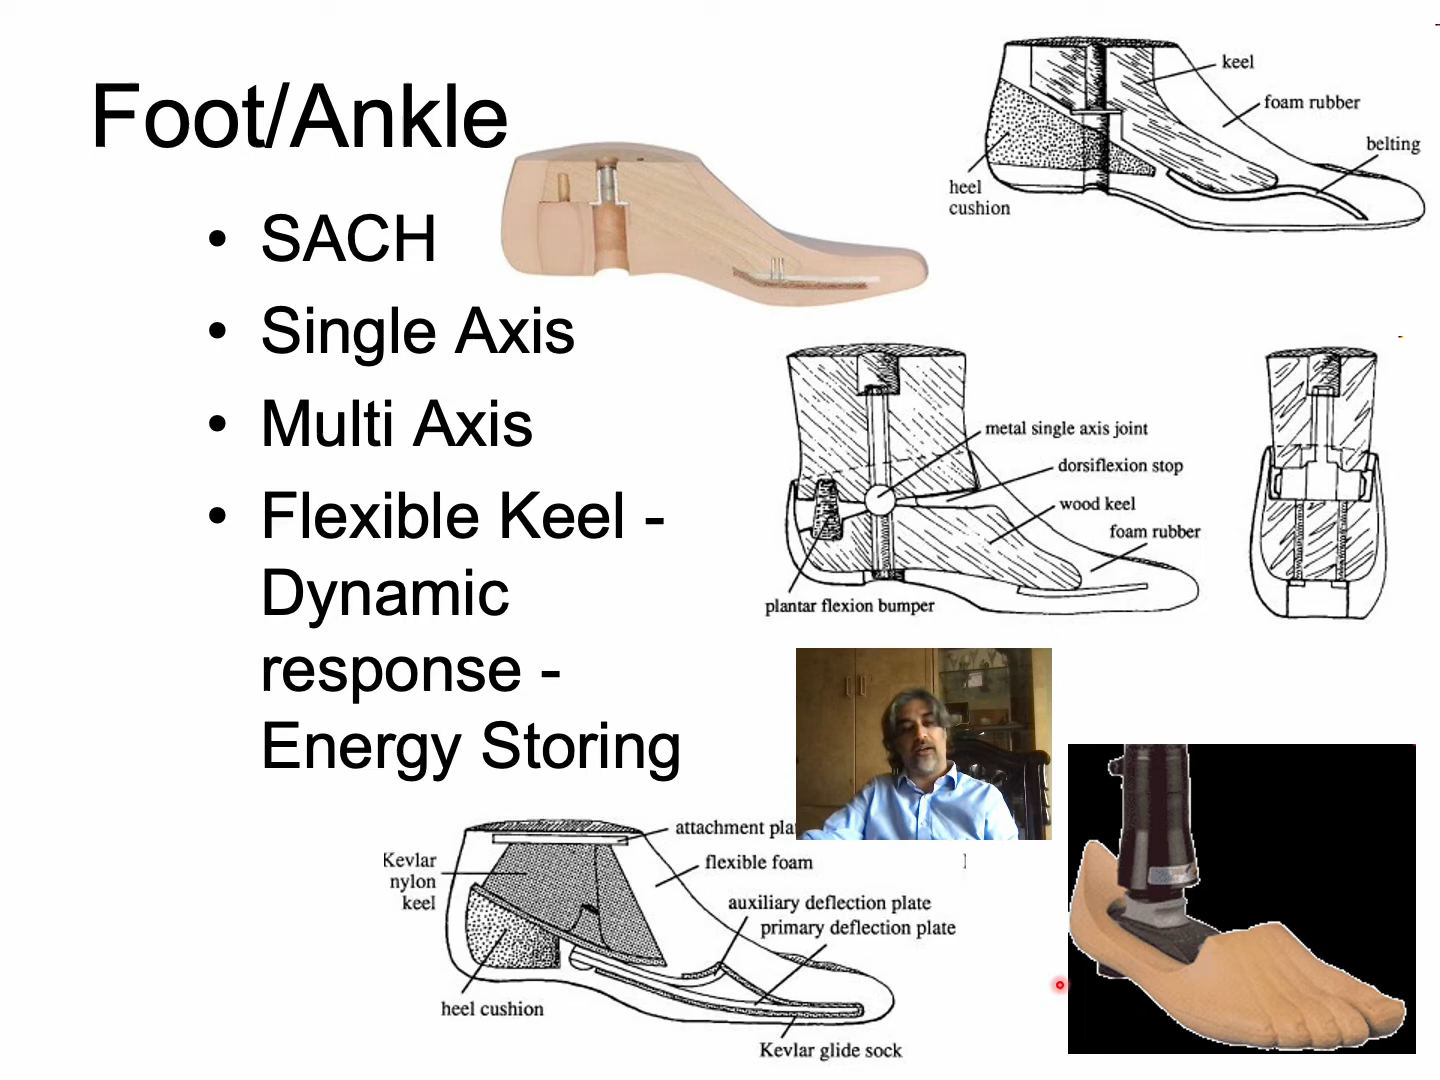 Foot/Ankle
• SACH
• Single Axis
• Multi Axis
• Flexible Keel -
Dynamic
response -
Energy Storing
keel
foam rubber
belting
heel
cushion
metal single axis joint
dorsiflexion stop
wood keel
foam rubber
plantar flexion bumper
attachment pla
Kevlar
nylon
keel
flexible foam
auxiliary deflection plate
primary deflection plate
heel cushion
Kevlar glide sock